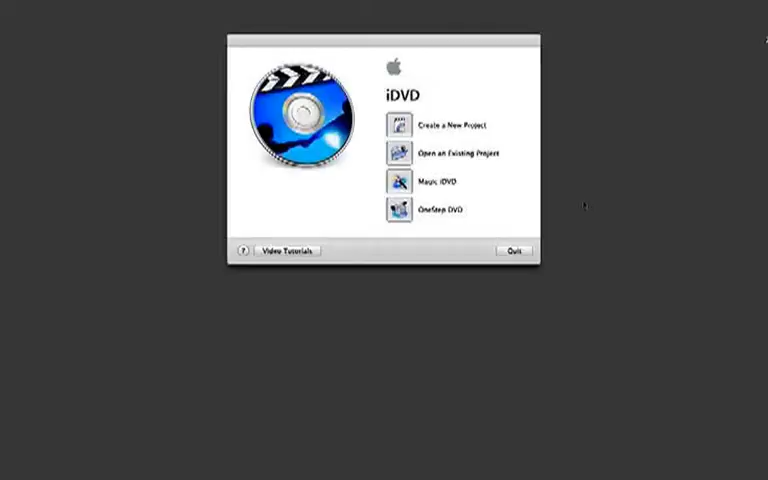 iDVD
Create a New Project
Open an Existing Project
Magic iDVD
OneStep DVD
? Video Tutorials Quit